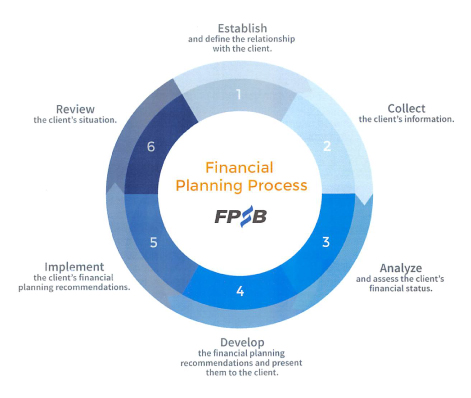 Establish
and define the relationship
with the client.
1
Collect
the client's information.
2
Analyze
and assess the client's
financial status.
3
Develop
the financial planning
recommendations and present
them to the client.
4
Implement
the client's financial
planning recommendations.
5
Review
the client's situation.
6
Financial
Planning Process
FPSB